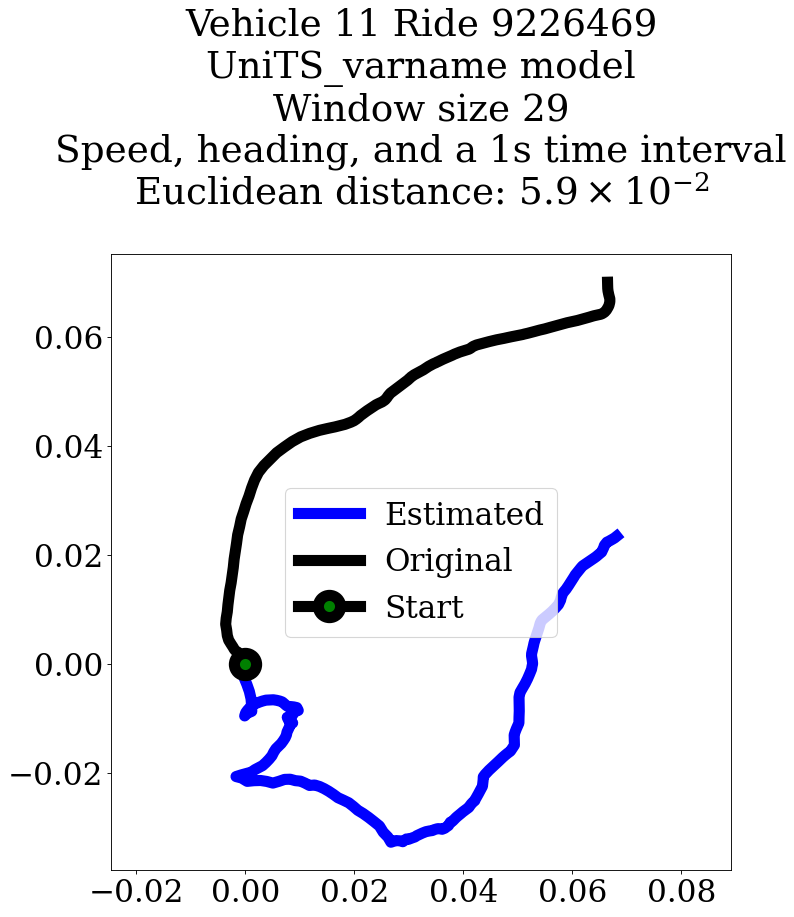 Vehicle 11 Ride 9226469
UniTS_varname model
Window size 29
Speed, heading, and a 1s time interval
Euclidean distance: 5.9 × 10⁻²
0.06
0.04
0.02
0.00
−0.02
Estimated
Original
Start
−0.02 0.00 0.02 0.04 0.06 0.08